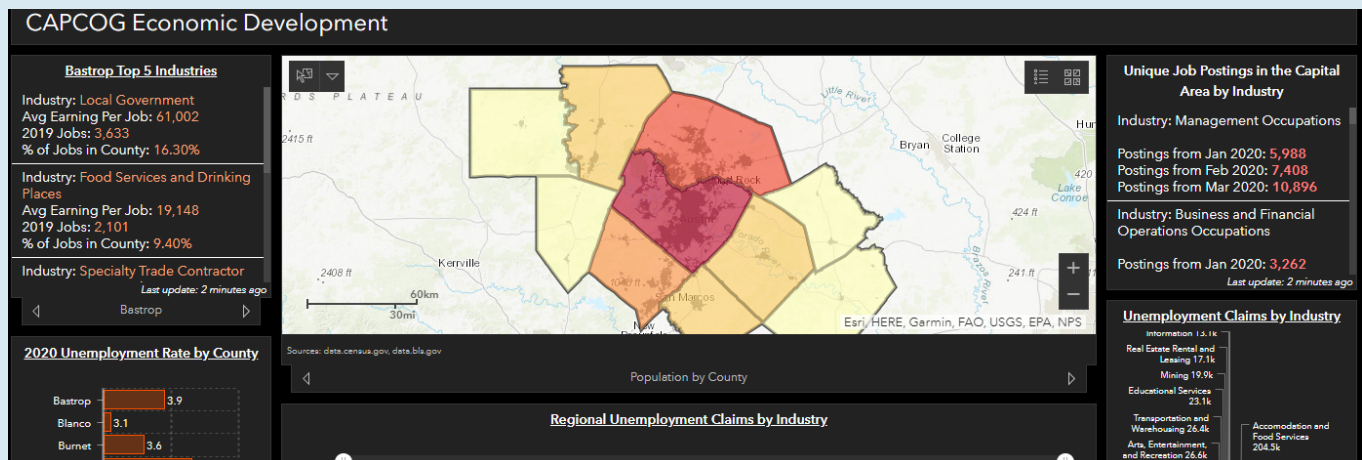 CAPCOG Economic Development
Bastrop Top 5 Industries
Industry: Local Government
Avg Earning Per Job: 61,002
2019 Jobs: 3,633
% of Jobs in County: 16.30%
Industry: Food Services and Drinking
Places
Avg Earning Per Job: 19,148
2019 Jobs: 2,101
% of Jobs in County: 9.40%
Industry: Specialty Trade Contractor
Last update: 2 minutes ago
Bastrop
2020 Unemployment Rate by County
Bastrop 3.9
Blanco 3.1
Burnet 3.6
RDS PLATEAU
2415 ft
Little River
Bryan
College
Station
Hun
420
Lake
Conroe
424 ft
Brazos River
241 ft
Kerrville
2408 ft
San Marcos
New
60km
30mi
Esri, HERE, Garmin, FAO, USGS, EPA, NPS
Sources: data.census.gov, data.bls.gov
Population by County
Regional Unemployment Claims by Industry
Unique Job Postings in the Capital
Area by Industry
Industry: Management Occupations
Postings from Jan 2020: 5,988
Postings from Feb 2020: 7,408
Postings from Mar 2020: 10,896
Industry: Business and Financial
Operations Occupations
Postings from Jan 2020: 3,262
Last update: 2 minutes ago
Unemployment Claims by Industry
Information 13.1k
Real Estate Rental and
Leasing 17.1k
Mining 19.9k
Educational Services
23.1k
Transportation and
Warehousing 26.4k
Arts, Entertainment,
and Recreation 26.6k
Accomodation and
Food Services
204.5k